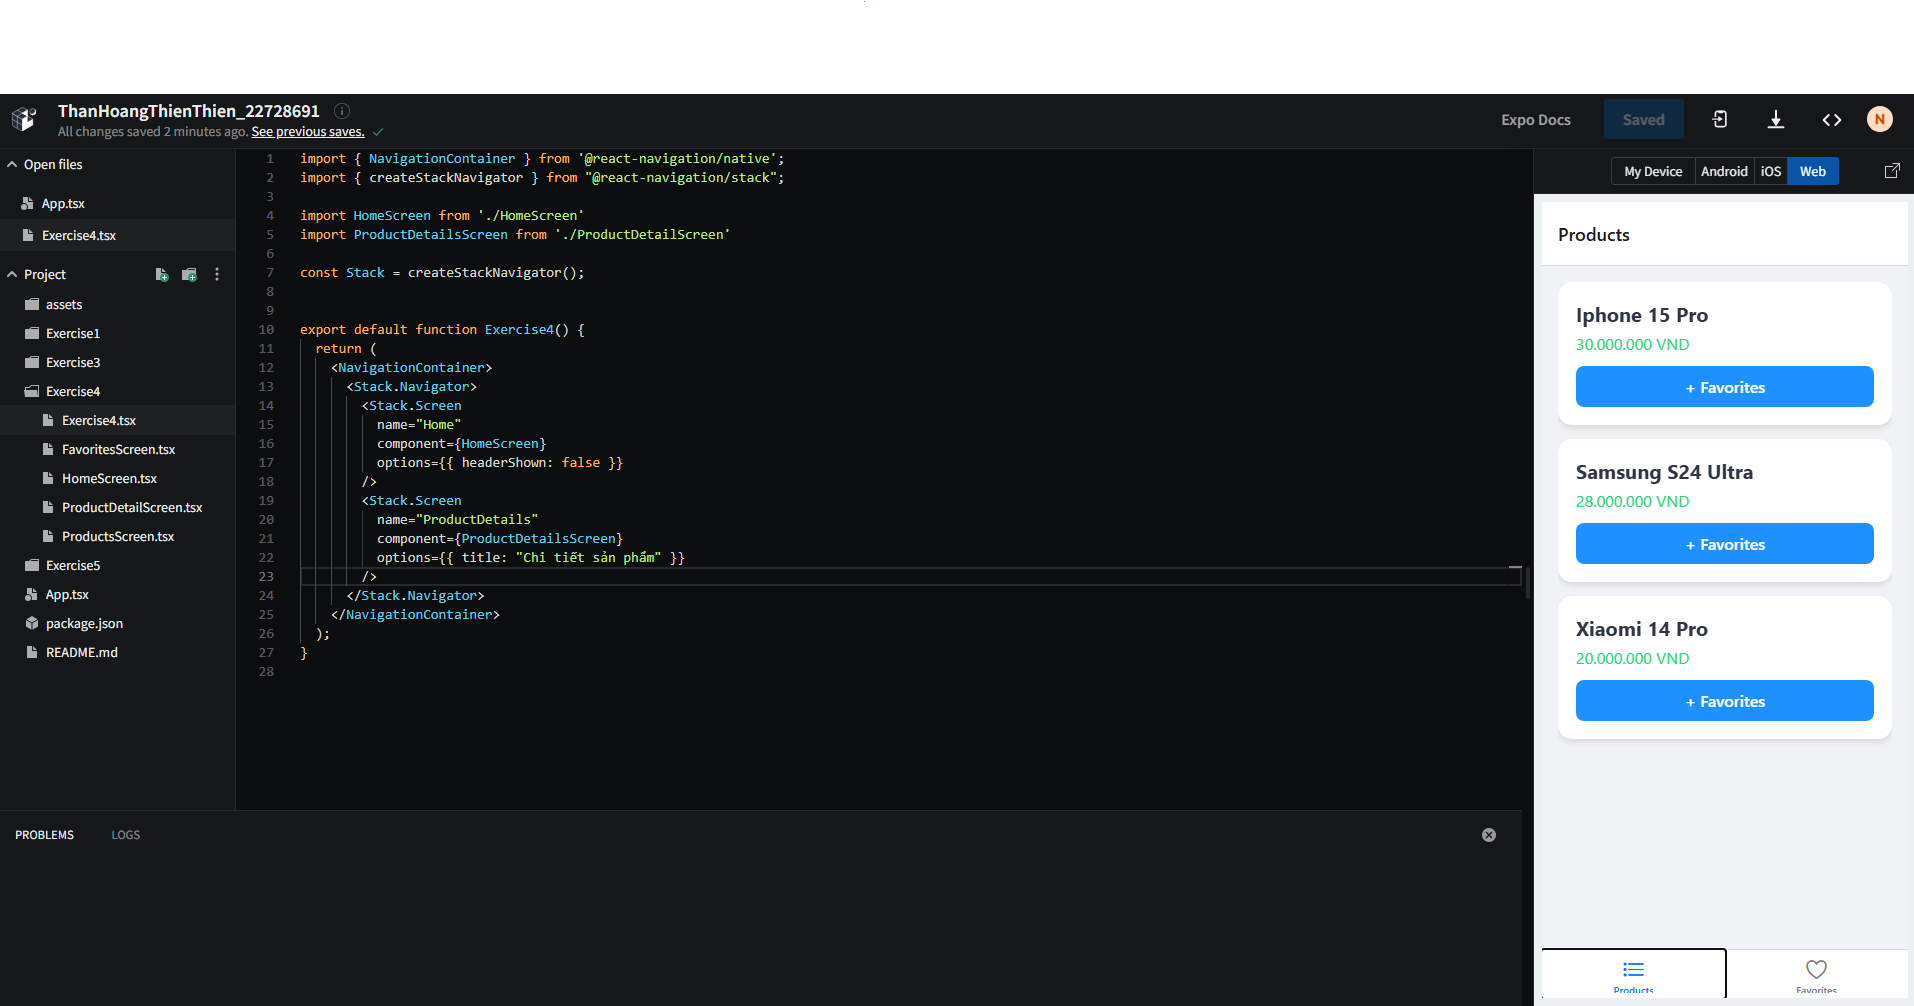 ThanHoangThienThien_22728691
All changes saved 2 minutes ago. See previous saves.
Expo Docs
Saved
N
Open files
App.tsx
Exercise4.tsx
Project
assets
Exercise1
Exercise3
Exercise4
Exercise4.tsx
FavoritesScreen.tsx
HomeScreen.tsx
ProductDetailScreen.tsx
ProductsScreen.tsx
Exercise5
App.tsx
package.json
README.md
1 import { NavigationContainer } from '@react-navigation/native';
2 import { createStackNavigator } from "@react-navigation/stack";
3
4 import HomeScreen from './HomeScreen'
5 import ProductDetailsScreen from './ProductDetailScreen'
6
7 const Stack = createStackNavigator();
8
9
10 export default function Exercise4() {
11 return (
12 <NavigationContainer>
13 <Stack.Navigator>
14 <Stack.Screen
15 name="Home"
16 component={HomeScreen}
17 options={{ headerShown: false }}
18 />
19 <Stack.Screen
20 name="ProductDetails"
21 component={ProductDetailsScreen}
22 options={{ title: "Chi tiết sản phẩm" }}
23 />
24 </Stack.Navigator>
25 </NavigationContainer>
26 );
27 }
28
PROBLEMS
LOGS
My Device
Android
iOS
Web
Products
Iphone 15 Pro
30.000.000 VND
+ Favorites
Samsung S24 Ultra
28.000.000 VND
+ Favorites
Xiaomi 14 Pro
20.000.000 VND
+ Favorites
Products
Favorites